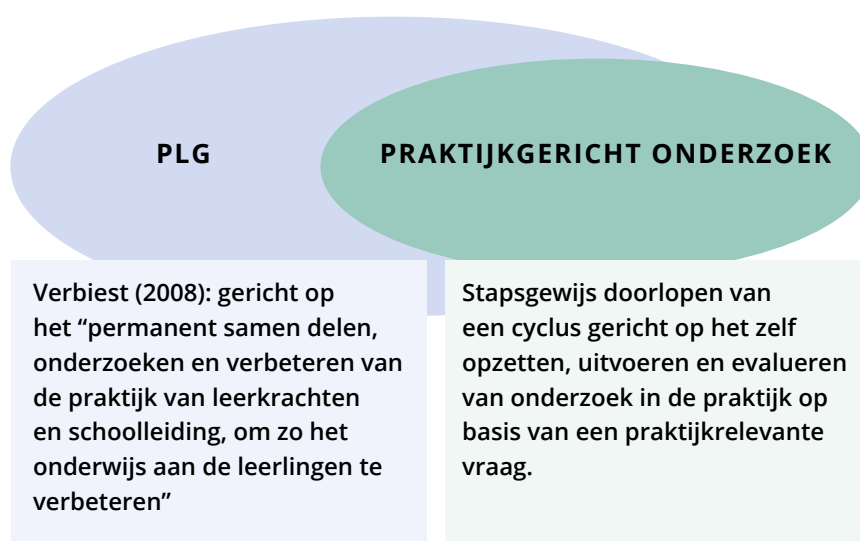 PLG
PRAKTIJKGERICHT ONDERZOEK
Verbiest (2008): gericht op
het “permanent samen delen,
onderzoeken en verbeteren van
de praktijk van leerkrachten
en schoolleiding, om zo het
onderwijs aan de leerlingen te
verbeteren”
Stapsgewijs doorlopen van
een cyclus gericht op het zelf
opzetten, uitvoeren en evalueren
van onderzoek in de praktijk op
basis van een praktijkrelevante
vraag.